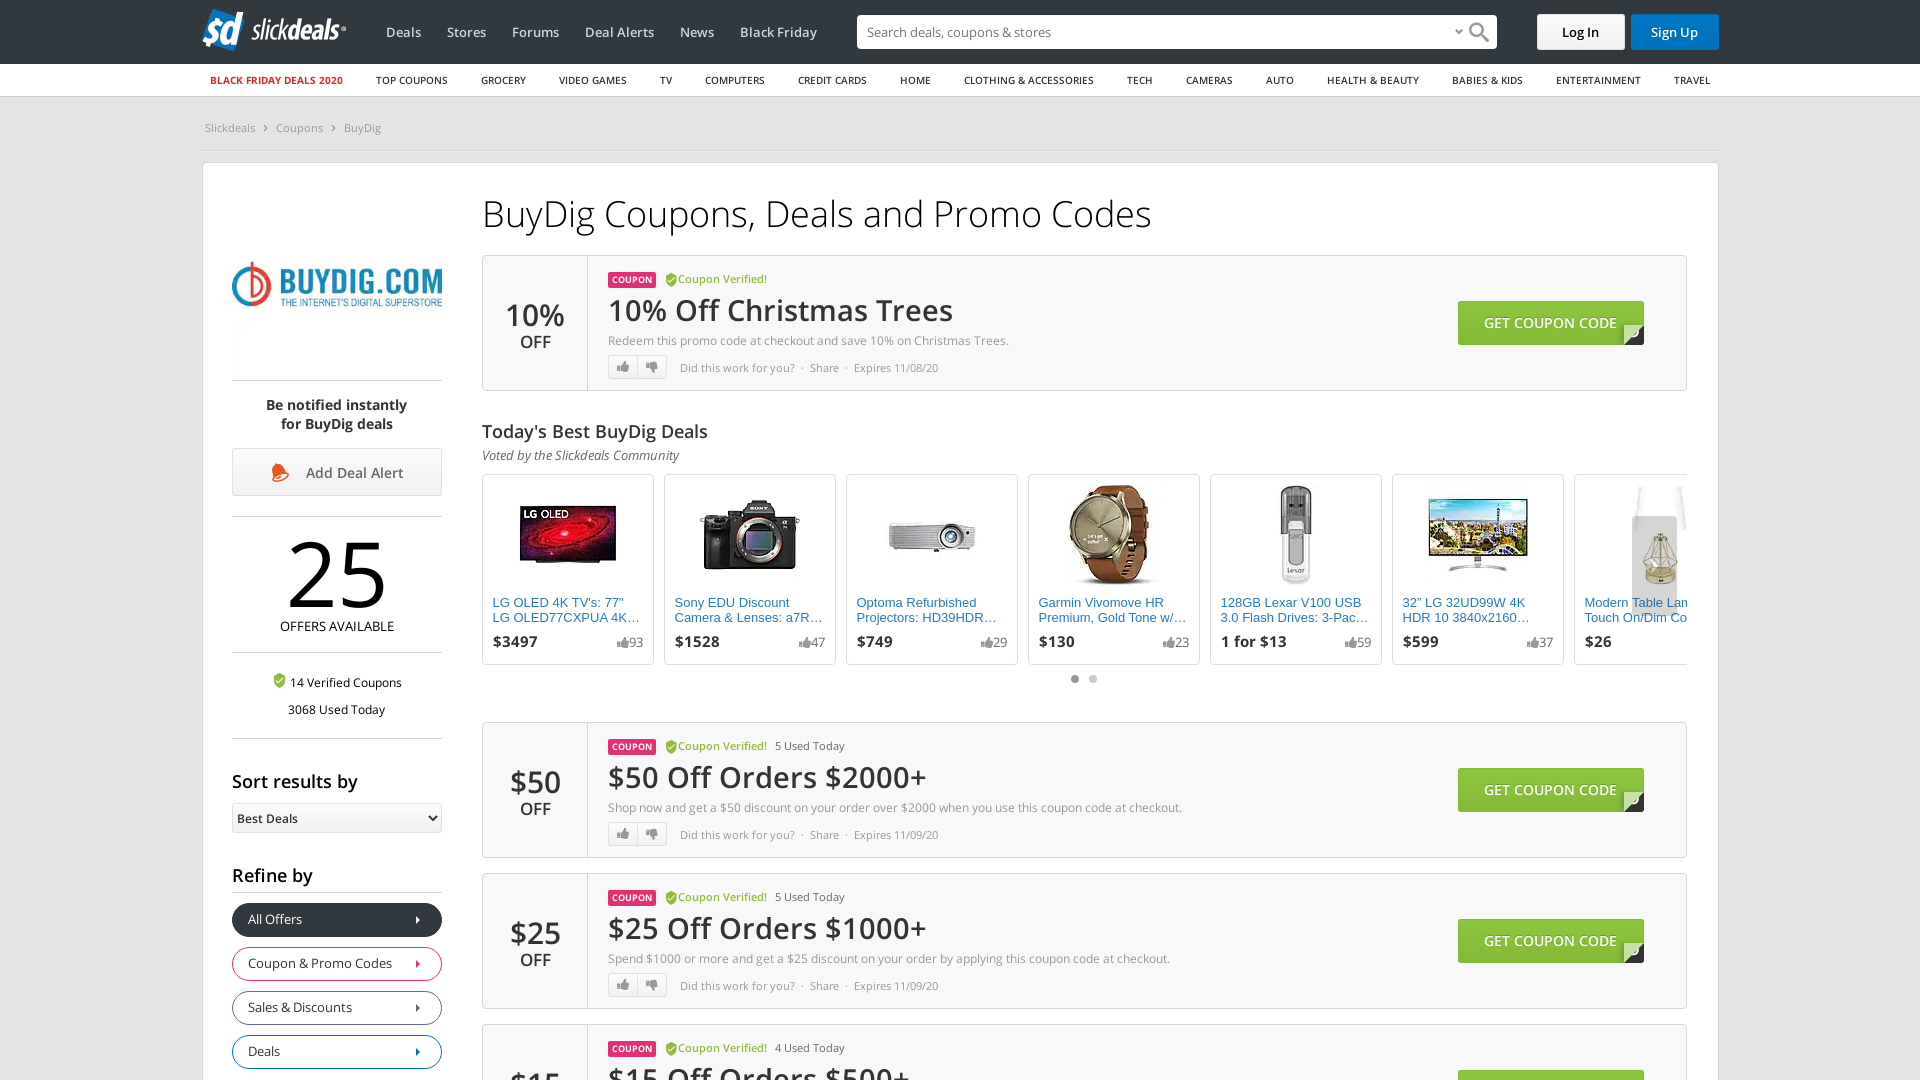 slickdeals
Deals
Stores
Forums
Deal Alerts
News
Black Friday
Search deals, coupons & stores
Log In
Sign Up
BLACK FRIDAY DEALS 2020
TOP COUPONS
GROCERY
VIDEO GAMES
TV
COMPUTERS
CREDIT CARDS
HOME
CLOTHING & ACCESSORIES
TECH
CAMERAS
AUTO
HEALTH & BEAUTY
BABIES & KIDS
ENTERTAINMENT
TRAVEL
Slickdeals > Coupons > BuyDig
BUYDIG.COM
THE INTERNET'S DIGITAL SUPERSTORE
Be notified instantly
for BuyDig deals
Add Deal Alert
25
OFFERS AVAILABLE
14 Verified Coupons
3068 Used Today
Sort results by
Best Deals
Refine by
All Offers
Coupon & Promo Codes
Sales & Discounts
Deals
BuyDig Coupons, Deals and Promo Codes
10%
OFF
COUPON
Coupon Verified!
10% Off Christmas Trees
Redeem this promo code at checkout and save 10% on Christmas Trees.
Did this work for you? · Share · Expires 11/08/20
GET COUPON CODE
Today's Best BuyDig Deals
Voted by the Slickdeals Community
LG OLED
LG OLED 4K TV's: 77"
LG OLED77CXPUA 4K…
$3497
93
SONY
Sony EDU Discount
Camera & Lenses: a7R…
$1528
47
Optoma Refurbished
Projectors: HD39HDR…
$749
29
Garmin Vivomove HR
Premium, Gold Tone w/…
$130
23
Lexar
128GB Lexar V100 USB
3.0 Flash Drives: 3-Pac…
1 for $13
59
32” LG 32UD99W 4K
HDR 10 3840x2160…
$599
37
Modern Table Lan
Touch On/Dim Co
$26
$50
OFF
COUPON
Coupon Verified!
5 Used Today
$50 Off Orders $2000+
Shop now and get a $50 discount on your order over $2000 when you use this coupon code at checkout.
Did this work for you? · Share · Expires 11/09/20
GET COUPON CODE
$25
OFF
COUPON
Coupon Verified!
5 Used Today
$25 Off Orders $1000+
Spend $1000 or more and get a $25 discount on your order by applying this coupon code at checkout.
Did this work for you? · Share · Expires 11/09/20
GET COUPON CODE
$15
COUPON
Coupon Verified!
4 Used Today
$15 Off Orders $500+